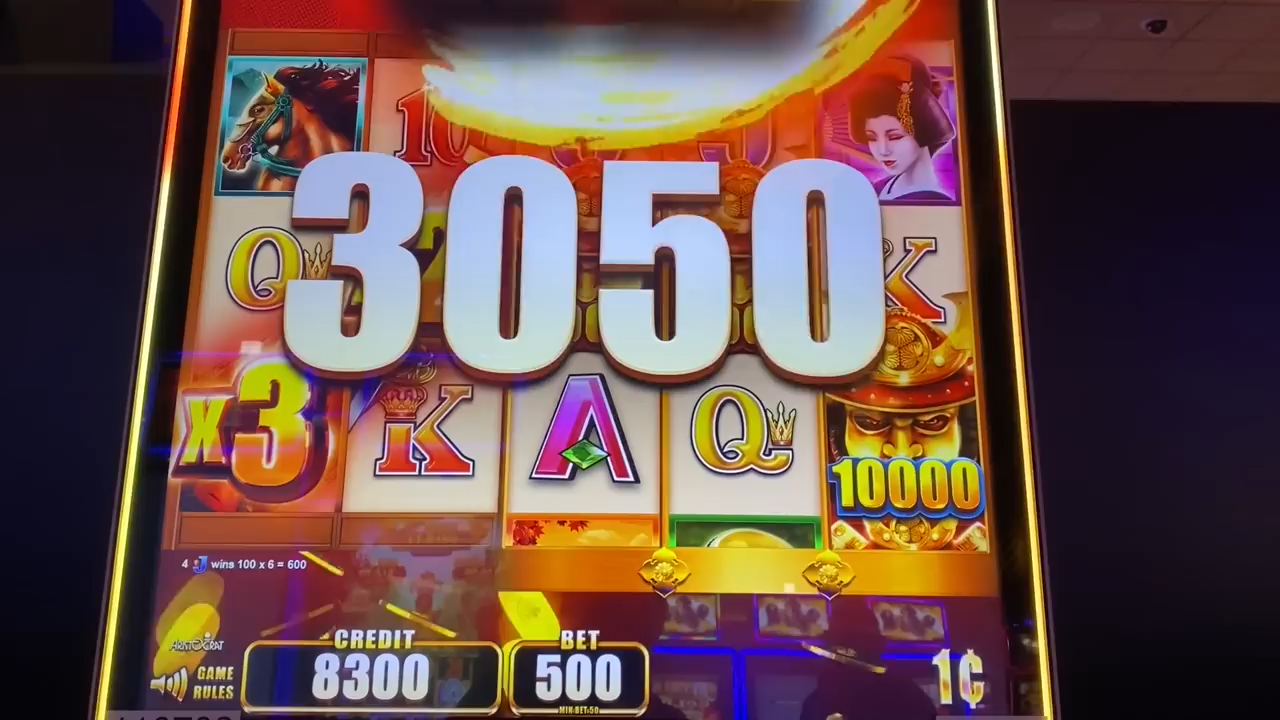 10 J
3050
Q K
x3 K A Q 10000
4 J wins 100 x 6 = 600
ARISTOCRAT
CREDIT BET
8300 500 1¢
GAME
RULES
MIN BET 50